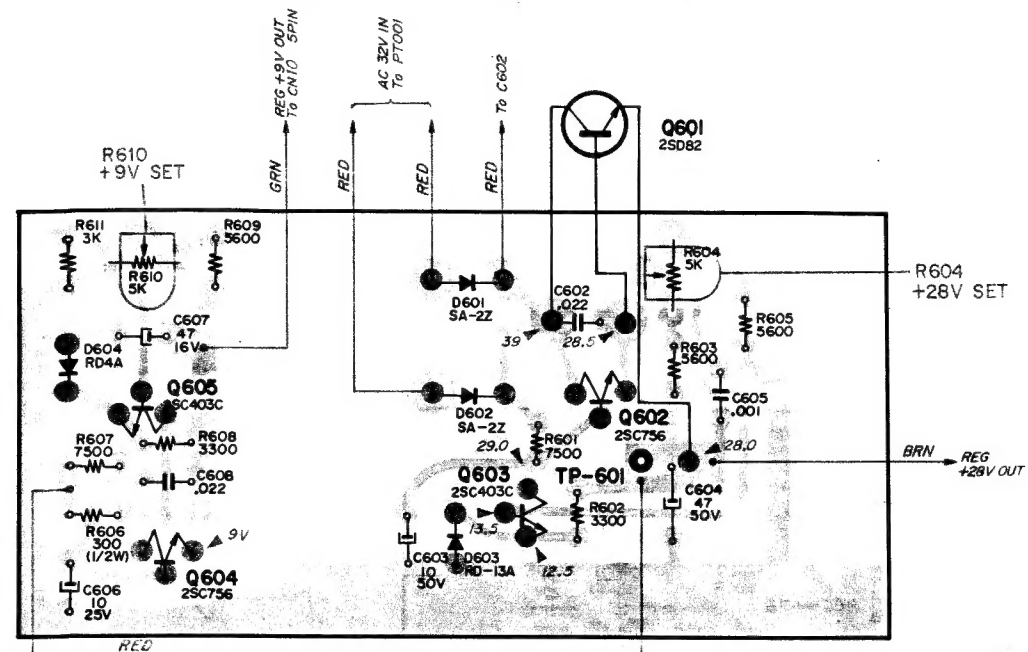 REG +9V OUT
To CN10 5PIN
AC 32V IN
To PT001
To C602
GRN
RED
RED
RED
Q601
2SD82
R610
+9V SET
R611
3K
R610
5K
R609
5600
D601
SA-2Z
C602
.022
R604
5K
R604
+28V SET
39
28.5
R605
5600
R603
5600
C607
47
16V
D604
RD4A
Q605
2SC403C
D602
SA-2Z
Q602
2SC756
C605
.001
R607
7500
R608
3300
C608
.022
29.0
R601
7500
TP-601
28.0
BRN
REG
+28V OUT
Q603
2SC403C
13.5
R602
3300
C604
47
50V
R606
300
(1/2W)
9V
C603
10
50V
D603
RD-13A
12.5
Q604
2SC756
C606
10
25V
RED